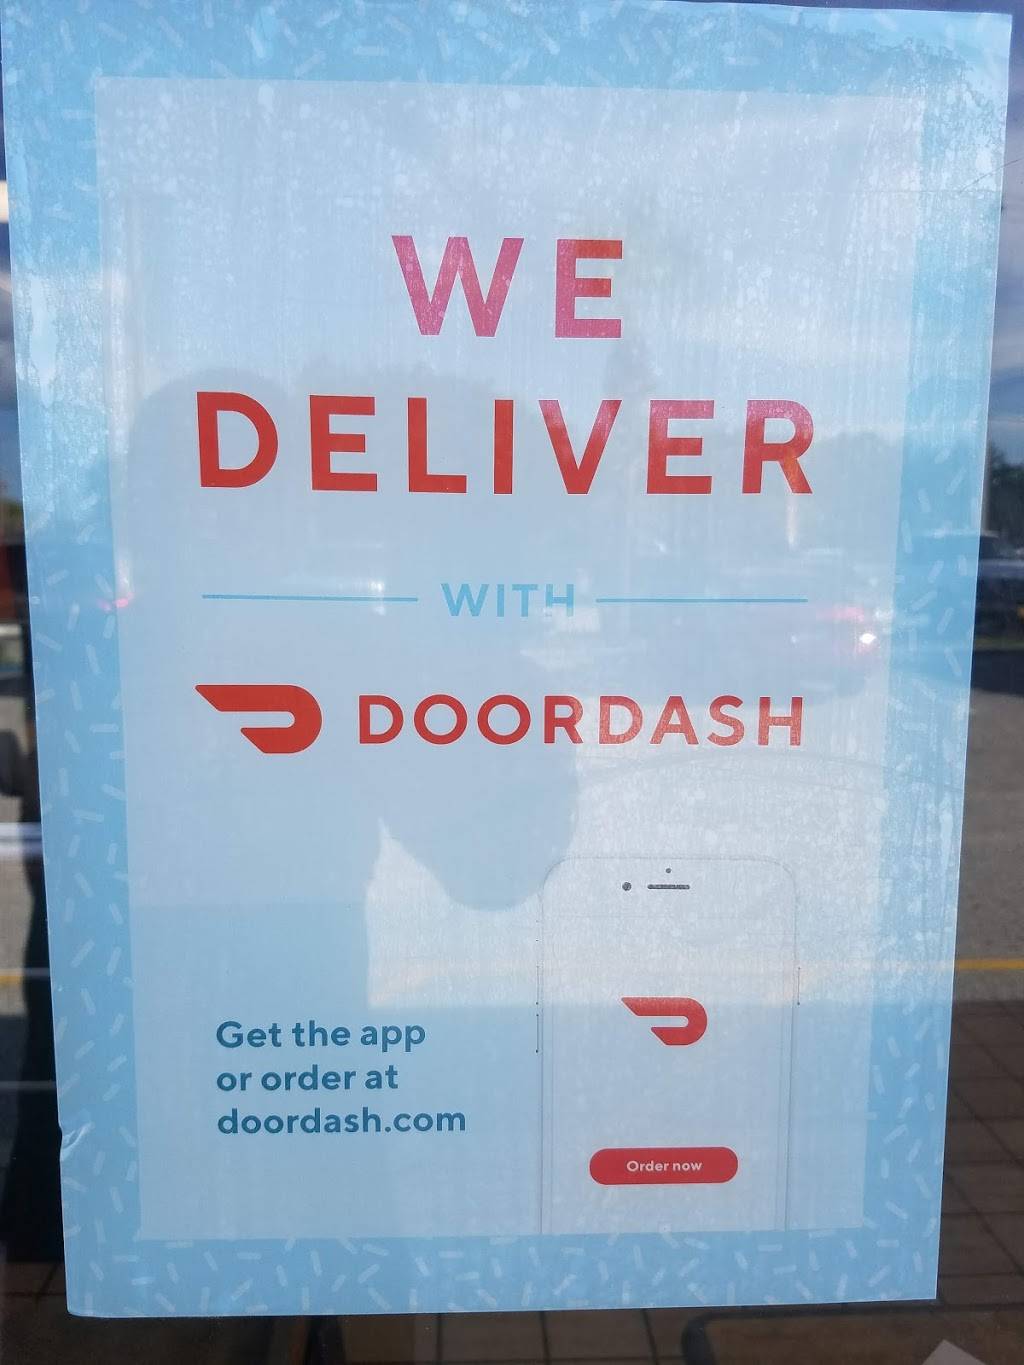 WE
DELIVER
WITH
DOORDASH
Get the app
or order at
doordash.com
Order now